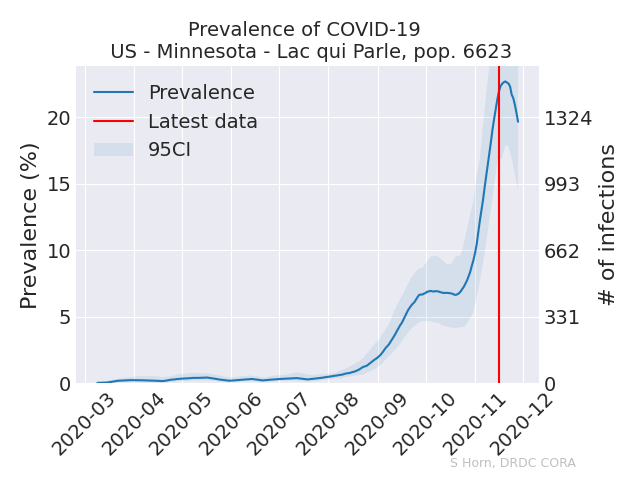 Prevalence of COVID-19
US - Minnesota - Lac qui Parle, pop. 6623
Prevalence
Latest data
95CI
Prevalence (%)
20
15
10
5
0
1324
993
662
331
0
# of infections
2020-03
2020-04
2020-05
2020-06
2020-07
2020-08
2020-09
2020-10
2020-11
2020-12
S Horn, DRDC CORA